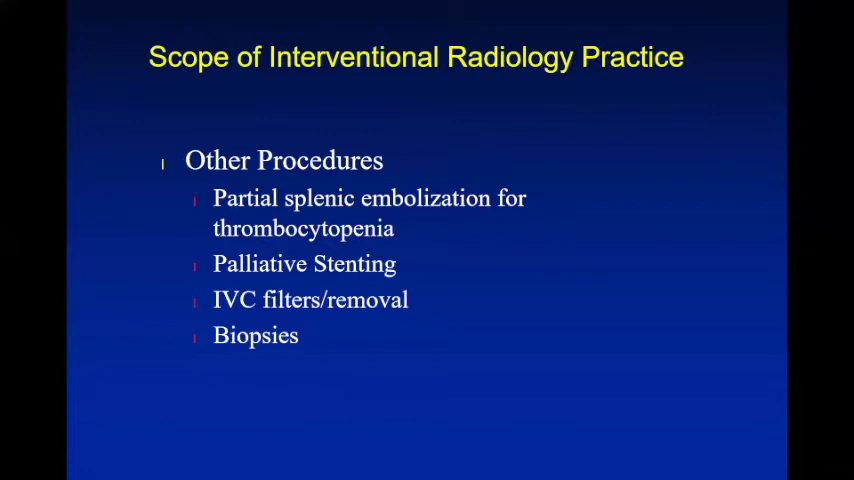 Scope of Interventional Radiology Practice
Other Procedures
Partial splenic embolization for
thrombocytopenia
Palliative Stenting
IVC filters/removal
Biopsies